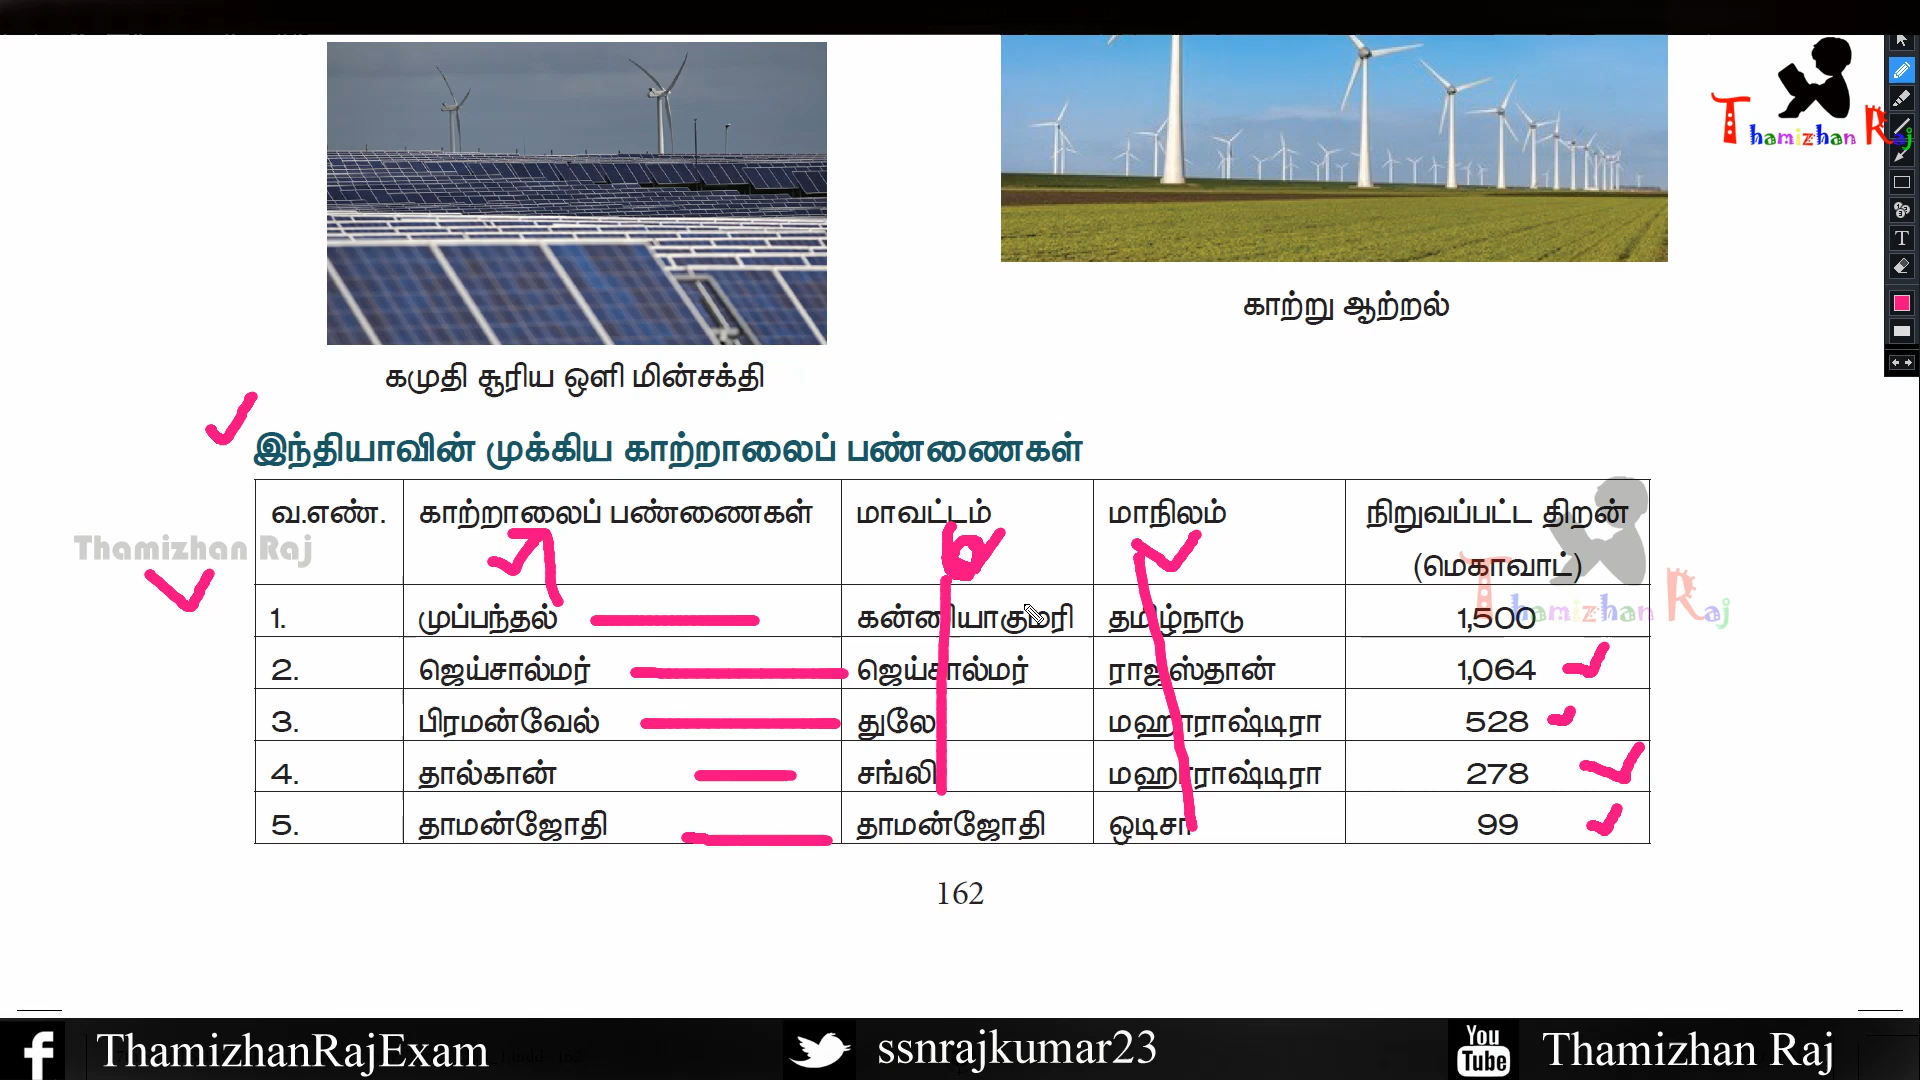 Thamizhan Raj
காற்று ஆற்றல்
கமுதி சூரிய ஒளி மின்சக்தி
இந்தியாவின் முக்கிய காற்றாலைப் பண்ணைகள்
வ.எண். காற்றாலைப் பண்ணைகள் மாவட்டம் மாநிலம் நிறுவப்பட்ட திறன் (மெகாவாட்)
Thamizhan Raj
1. முப்பந்தல் கன்னியாகுமரி தமிழ்நாடு 1,500
Thamizhan Raj
2. ஜெய்சால்மர் ஜெய்சால்மர் ராஜஸ்தான் 1,064
3. பிரமன்வேல் துலே மஹாராஷ்டிரா 528
4. தால்கான் சங்லி மஹாராஷ்டிரா 278
5. தாமன்ஜோதி தாமன்ஜோதி ஒடிசா 99
162
f ThamizhanRajExam ssnrajkumar23 You Tube Thamizhan Raj